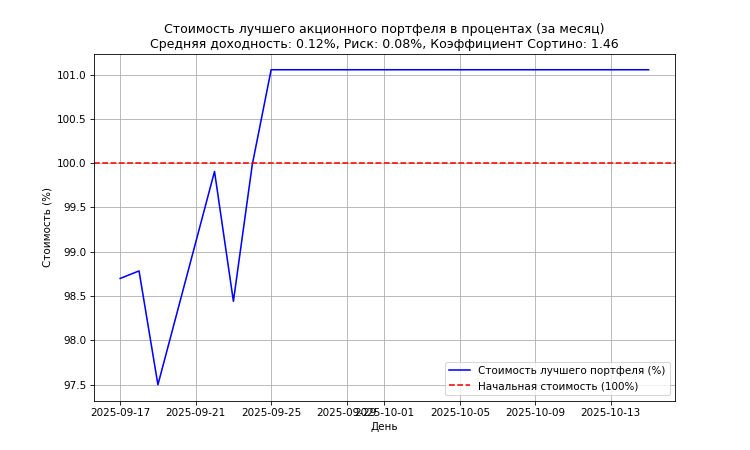 Стоимость лучшего акционного портфеля в процентах (за месяц)
Средняя доходность: 0.12%, Риск: 0.08%, Коэффициент Сортино: 1.46
Стоимость (%)
101.0
100.5
100.0
99.5
99.0
98.5
98.0
97.5
Стоимость лучшего портфеля (%)
Начальная стоимость (100%)
2025-09-17 2025-09-21 2025-09-25 2025-09-29 2025-10-01 2025-10-05 2025-10-09 2025-10-13
День